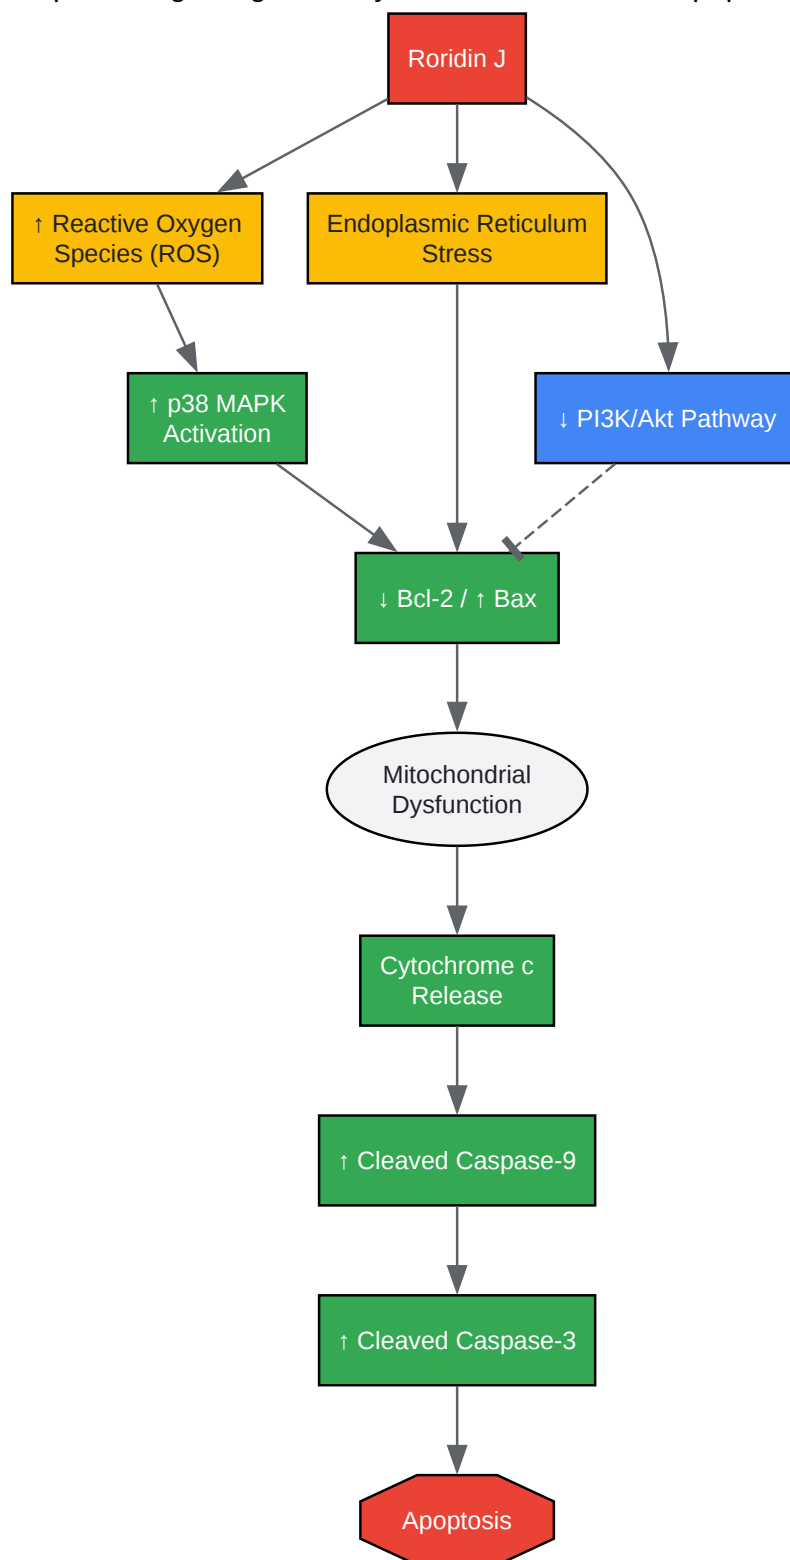 Roridin J
↑ Reactive Oxygen
Species (ROS)
Endoplasmic Reticulum
Stress
↑ p38 MAPK
Activation
↓ PI3K/Akt Pathway
↓ Bcl-2 / ↑ Bax
Mitochondrial
Dysfunction
Cytochrome c
Release
↑ Cleaved Caspase-9
↑ Cleaved Caspase-3
Apoptosis